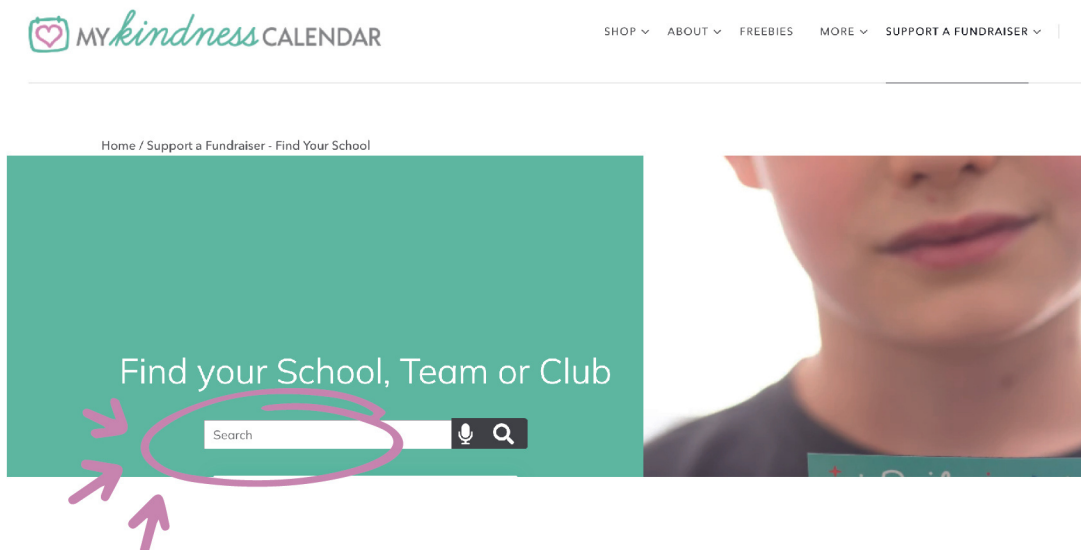 MY kindness CALENDAR
SHOP ABOUT FREEBIES MORE SUPPORT A FUNDRAISER
Home / Support a Fundraiser - Find Your School
Find your School, Team or Club
Search